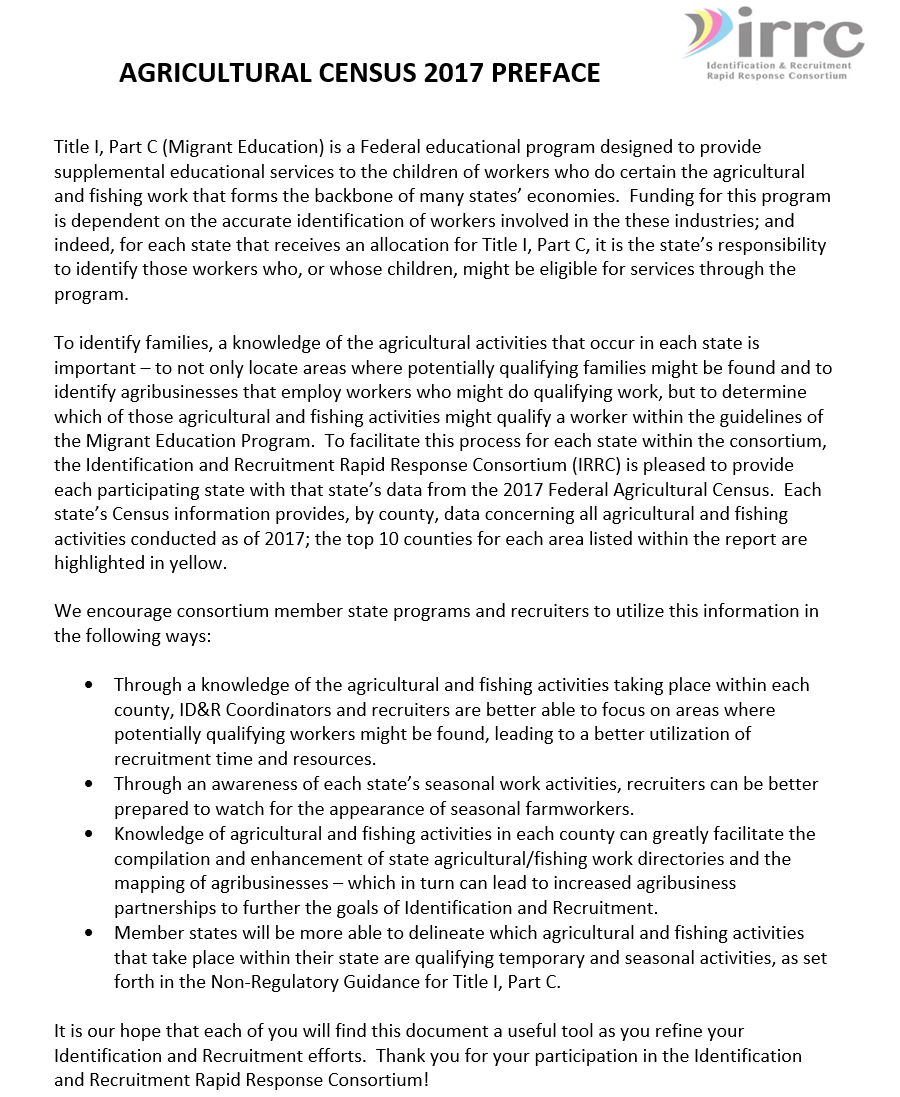 irrc
Identification & Recruitment
Rapid Response Consortium
AGRICULTURAL CENSUS 2017 PREFACE
Title I, Part C (Migrant Education) is a Federal educational program designed to provide
supplemental educational services to the children of workers who do certain the agricultural
and fishing work that forms the backbone of many states’ economies.  Funding for this program
is dependent on the accurate identification of workers involved in the these industries; and
indeed, for each state that receives an allocation for Title I, Part C, it is the state’s responsibility
to identify those workers who, or whose children, might be eligible for services through the
program.
To identify families, a knowledge of the agricultural activities that occur in each state is
important – to not only locate areas where potentially qualifying families might be found and to
identify agribusinesses that employ workers who might do qualifying work, but to determine
which of those agricultural and fishing activities might qualify a worker within the guidelines of
the Migrant Education Program.  To facilitate this process for each state within the consortium,
the Identification and Recruitment Rapid Response Consortium (IRRC) is pleased to provide
each participating state with that state’s data from the 2017 Federal Agricultural Census.  Each
state’s Census information provides, by county, data concerning all agricultural and fishing
activities conducted as of 2017; the top 10 counties for each area listed within the report are
highlighted in yellow.
We encourage consortium member state programs and recruiters to utilize this information in
the following ways:
• Through a knowledge of the agricultural and fishing activities taking place within each
county, ID&R Coordinators and recruiters are better able to focus on areas where
potentially qualifying workers might be found, leading to a better utilization of
recruitment time and resources.
• Through an awareness of each state’s seasonal work activities, recruiters can be better
prepared to watch for the appearance of seasonal farmworkers.
• Knowledge of agricultural and fishing activities in each county can greatly facilitate the
compilation and enhancement of state agricultural/fishing work directories and the
mapping of agribusinesses – which in turn can lead to increased agribusiness
partnerships to further the goals of Identification and Recruitment.
• Member states will be more able to delineate which agricultural and fishing activities
that take place within their state are qualifying temporary and seasonal activities, as set
forth in the Non-Regulatory Guidance for Title I, Part C.
It is our hope that each of you will find this document a useful tool as you refine your
Identification and Recruitment efforts.  Thank you for your participation in the Identification
and Recruitment Rapid Response Consortium!